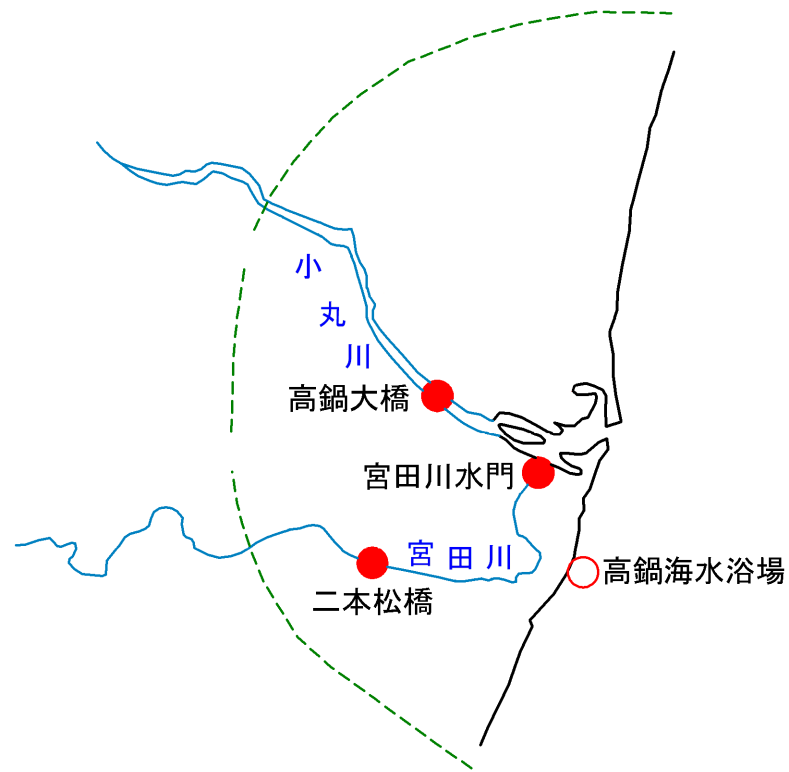 小丸川
高鍋大橋
宮田川水門
宮田川
高鍋海水浴場
二本松橋